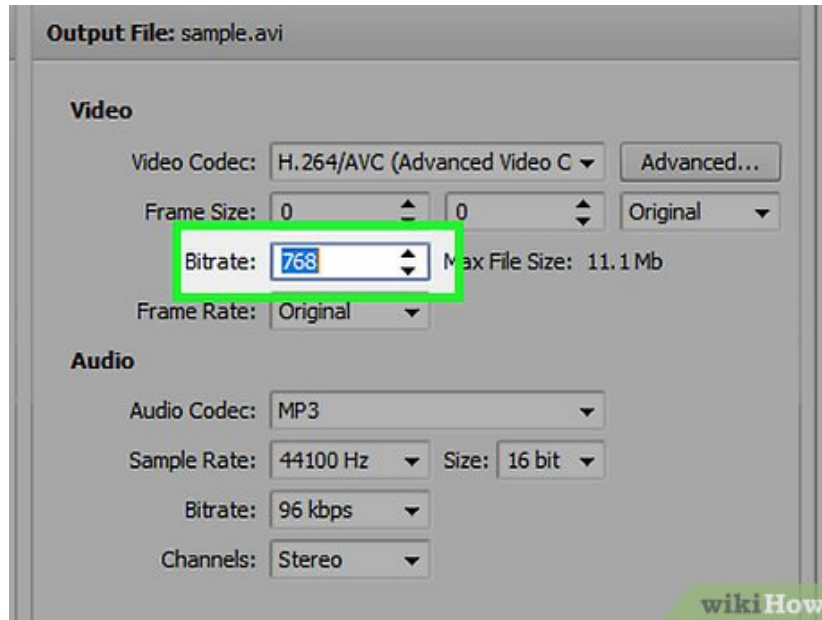 Output File: sample.avi
Video
Video Codec: H.264/AVC (Advanced Video C Advanced...
Frame Size: 0 0 Original
Bitrate: 768 Max File Size: 11.1 Mb
Frame Rate: Original
Audio
Audio Codec: MP3
Sample Rate: 44100 Hz Size: 16 bit
Bitrate: 96 kbps
Channels: Stereo
wikiHow